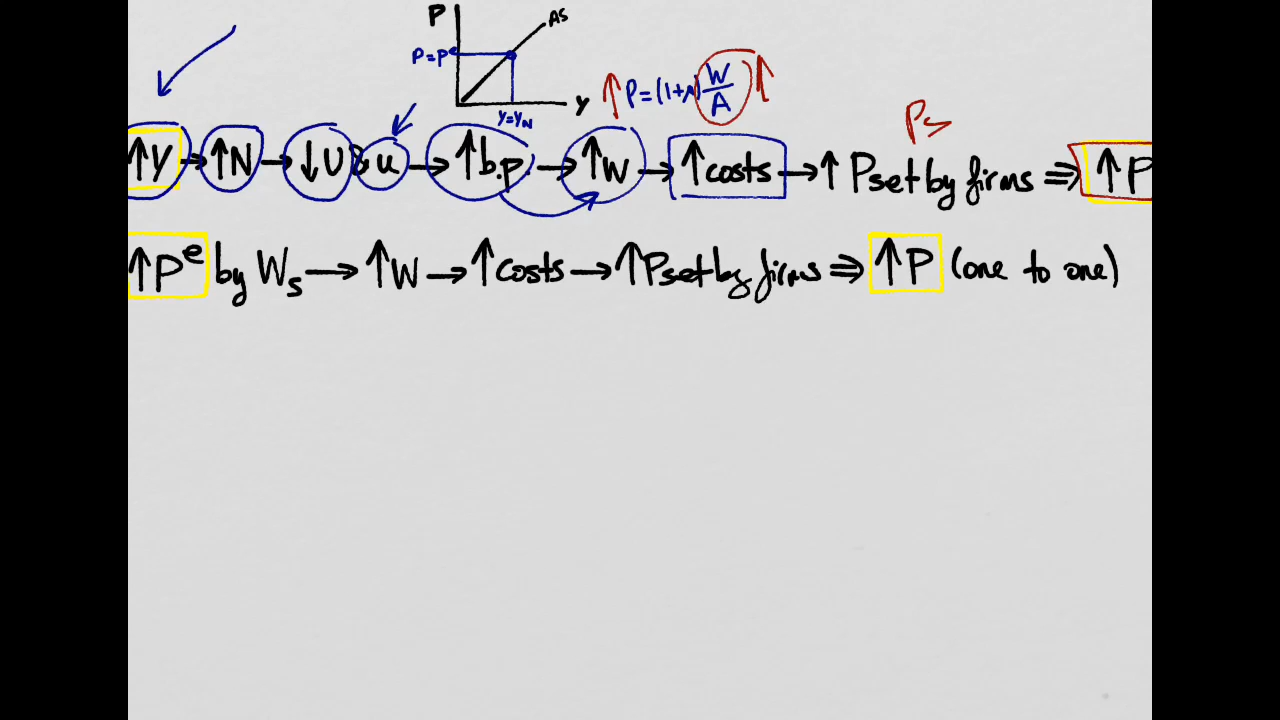 P
AS
P=Pᵉ
Y
Y=Yₙ
↑ P=(1+μ) W/A ↑
Ps
↑Y → ↑N → ↓U & u → ↑b.p. → ↑W → ↑costs → ↑ P set by firms ⇒ ↑P
↑Pᵉ by Ws → ↑W → ↑costs → ↑P set by firms ⇒ ↑P (one to one)